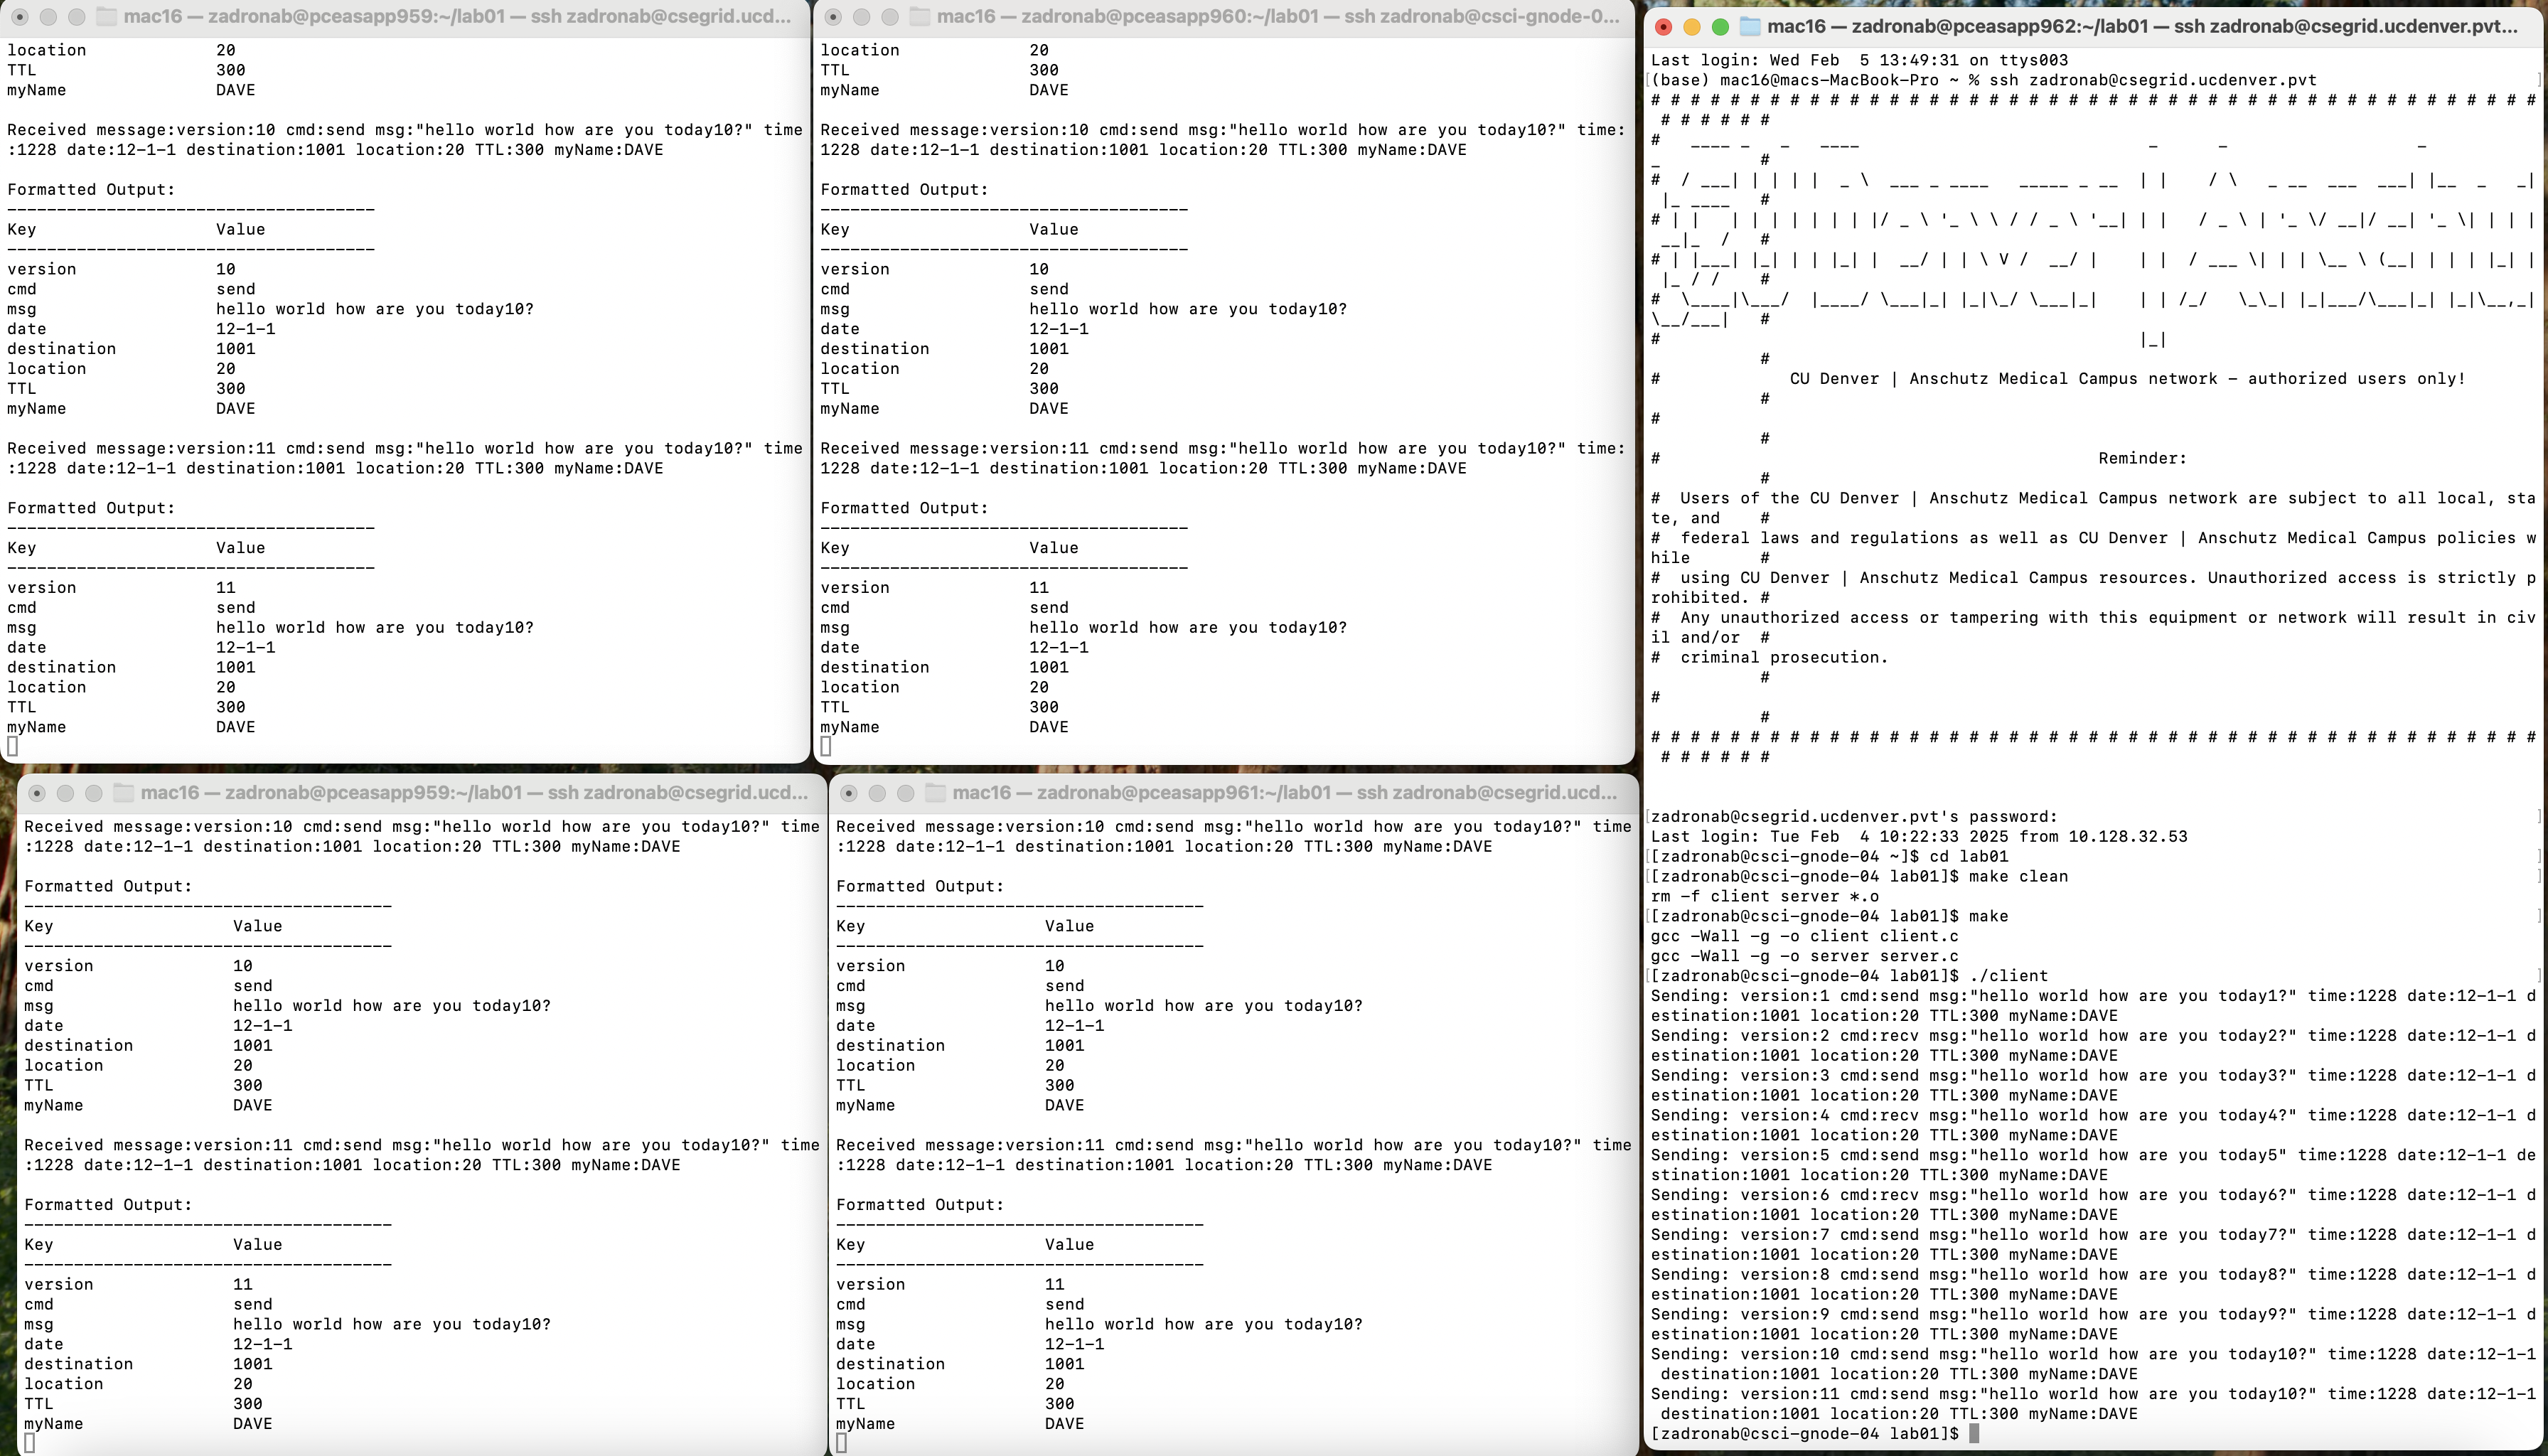 mac16 — zadronab@pceasapp959:~/lab01 — ssh zadronab@csegrid.ucd...
location             20
TTL                  300
myName               DAVE
Received message:version:10 cmd:send msg:"hello world how are you today10?" time
:1228 date:12-1-1 destination:1001 location:20 TTL:300 myName:DAVE
Formatted Output:
-------------------------------------
Key                  Value
-------------------------------------
version              10
cmd                  send
msg                  hello world how are you today10?
date                 12-1-1
destination          1001
location             20
TTL                  300
myName               DAVE
Received message:version:11 cmd:send msg:"hello world how are you today10?" time
:1228 date:12-1-1 destination:1001 location:20 TTL:300 myName:DAVE
Formatted Output:
-------------------------------------
Key                  Value
-------------------------------------
version              11
cmd                  send
msg                  hello world how are you today10?
date                 12-1-1
destination          1001
location             20
TTL                  300
myName               DAVE
mac16 — zadronab@pceasapp960:~/lab01 — ssh zadronab@csci-gnode-0...
location             20
TTL                  300
myName               DAVE
Received message:version:10 cmd:send msg:"hello world how are you today10?" time:
1228 date:12-1-1 destination:1001 location:20 TTL:300 myName:DAVE
Formatted Output:
-------------------------------------
Key                  Value
-------------------------------------
version              10
cmd                  send
msg                  hello world how are you today10?
date                 12-1-1
destination          1001
location             20
TTL                  300
myName               DAVE
Received message:version:11 cmd:send msg:"hello world how are you today10?" time:
1228 date:12-1-1 destination:1001 location:20 TTL:300 myName:DAVE
Formatted Output:
-------------------------------------
Key                  Value
-------------------------------------
version              11
cmd                  send
msg                  hello world how are you today10?
date                 12-1-1
destination          1001
location             20
TTL                  300
myName               DAVE
mac16 — zadronab@pceasapp959:~/lab01 — ssh zadronab@csegrid.ucd...
Received message:version:10 cmd:send msg:"hello world how are you today10?" time
:1228 date:12-1-1 destination:1001 location:20 TTL:300 myName:DAVE
Formatted Output:
-------------------------------------
Key                  Value
-------------------------------------
version              10
cmd                  send
msg                  hello world how are you today10?
date                 12-1-1
destination          1001
location             20
TTL                  300
myName               DAVE
Received message:version:11 cmd:send msg:"hello world how are you today10?" time
:1228 date:12-1-1 destination:1001 location:20 TTL:300 myName:DAVE
Formatted Output:
-------------------------------------
Key                  Value
-------------------------------------
version              11
cmd                  send
msg                  hello world how are you today10?
date                 12-1-1
destination          1001
location             20
TTL                  300
myName               DAVE
mac16 — zadronab@pceasapp961:~/lab01 — ssh zadronab@csegrid.ucd...
Received message:version:10 cmd:send msg:"hello world how are you today10?" time
:1228 date:12-1-1 destination:1001 location:20 TTL:300 myName:DAVE
Formatted Output:
-------------------------------------
Key                  Value
-------------------------------------
version              10
cmd                  send
msg                  hello world how are you today10?
date                 12-1-1
destination          1001
location             20
TTL                  300
myName               DAVE
Received message:version:11 cmd:send msg:"hello world how are you today10?" time
:1228 date:12-1-1 destination:1001 location:20 TTL:300 myName:DAVE
Formatted Output:
-------------------------------------
Key                  Value
-------------------------------------
version              11
cmd                  send
msg                  hello world how are you today10?
date                 12-1-1
destination          1001
location             20
TTL                  300
myName               DAVE
mac16 — zadronab@pceasapp962:~/lab01 — ssh zadronab@csegrid.ucdenver.pvt...
Last login: Wed Feb  5 13:49:31 on ttys003
(base) mac16@macs-MacBook-Pro ~ % ssh zadronab@csegrid.ucdenver.pvt
# CU Denver | Anschutz Medical Campus network - authorized users only!
#
# Reminder:
#
# Users of the CU Denver | Anschutz Medical Campus network are subject to all local, sta
te, and    #
# federal laws and regulations as well as CU Denver | Anschutz Medical Campus policies w
hile       #
# using CU Denver | Anschutz Medical Campus resources. Unauthorized access is strictly p
rohibited. #
# Any unauthorized access or tampering with this equipment or network will result in civ
il and/or  #
# criminal prosecution.
#
[zadronab@csegrid.ucdenver.pvt's password:
Last login: Tue Feb  4 10:22:33 2025 from 10.128.32.53
[[zadronab@csci-gnode-04 ~]$ cd lab01
[[zadronab@csci-gnode-04 lab01]$ make clean
rm -f client server *.o
[[zadronab@csci-gnode-04 lab01]$ make
gcc -Wall -g -o client client.c
gcc -Wall -g -o server server.c
[[zadronab@csci-gnode-04 lab01]$ ./client
Sending: version:1 cmd:send msg:"hello world how are you today1?" time:1228 date:12-1-1 d
estination:1001 location:20 TTL:300 myName:DAVE
Sending: version:2 cmd:recv msg:"hello world how are you today2?" time:1228 date:12-1-1 d
estination:1001 location:20 TTL:300 myName:DAVE
Sending: version:3 cmd:send msg:"hello world how are you today3?" time:1228 date:12-1-1 d
estination:1001 location:20 TTL:300 myName:DAVE
Sending: version:4 cmd:recv msg:"hello world how are you today4?" time:1228 date:12-1-1 d
estination:1001 location:20 TTL:300 myName:DAVE
Sending: version:5 cmd:send msg:"hello world how are you today5" time:1228 date:12-1-1 de
stination:1001 location:20 TTL:300 myName:DAVE
Sending: version:6 cmd:recv msg:"hello world how are you today6?" time:1228 date:12-1-1 d
estination:1001 location:20 TTL:300 myName:DAVE
Sending: version:7 cmd:send msg:"hello world how are you today7?" time:1228 date:12-1-1 d
estination:1001 location:20 TTL:300 myName:DAVE
Sending: version:8 cmd:send msg:"hello world how are you today8?" time:1228 date:12-1-1 d
estination:1001 location:20 TTL:300 myName:DAVE
Sending: version:9 cmd:send msg:"hello world how are you today9?" time:1228 date:12-1-1 d
estination:1001 location:20 TTL:300 myName:DAVE
Sending: version:10 cmd:send msg:"hello world how are you today10?" time:1228 date:12-1-1
 destination:1001 location:20 TTL:300 myName:DAVE
Sending: version:11 cmd:send msg:"hello world how are you today10?" time:1228 date:12-1-1
 destination:1001 location:20 TTL:300 myName:DAVE
[zadronab@csci-gnode-04 lab01]$